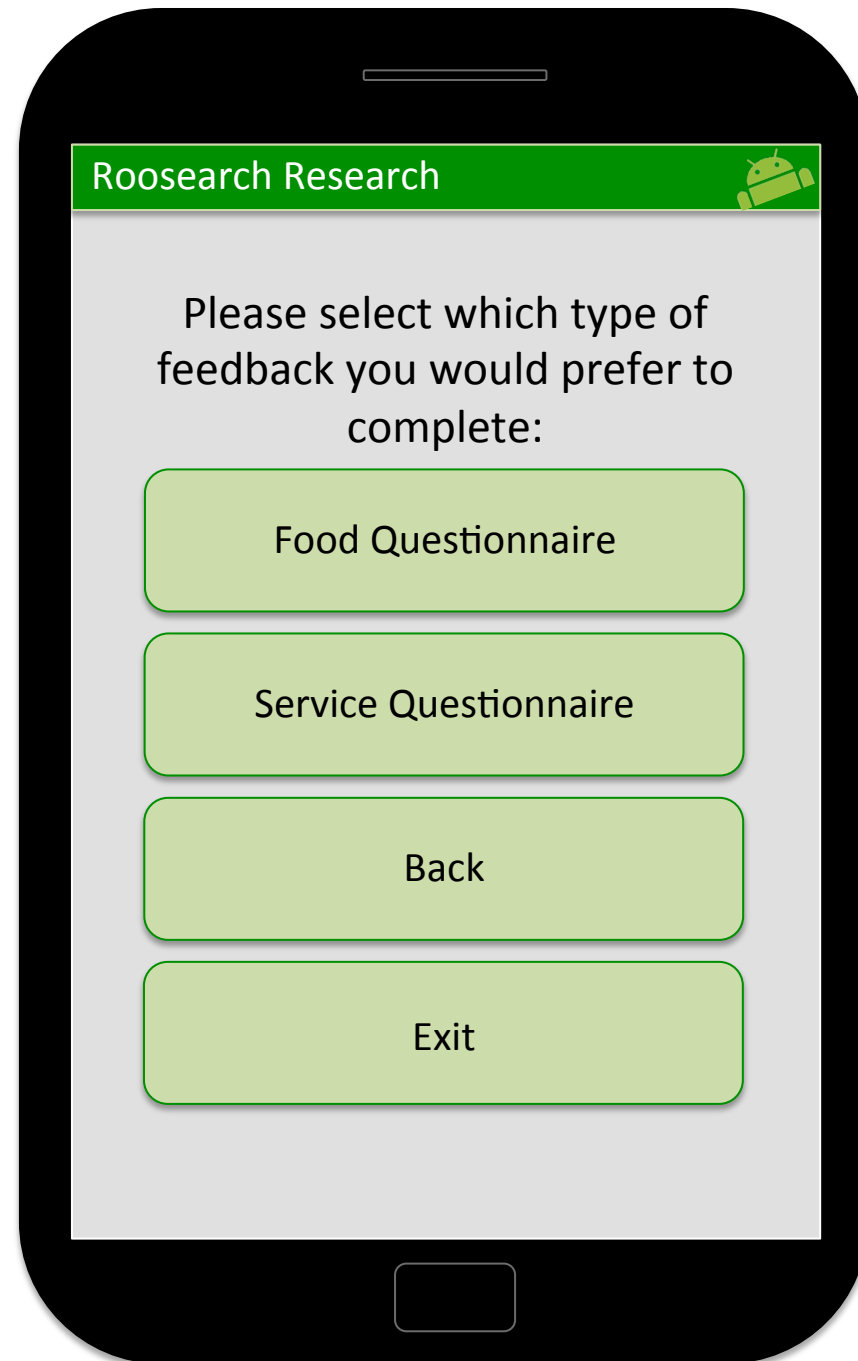 Roosearch Research
Please select which type of
feedback you would prefer to
complete:
Food Questionnaire
Service Questionnaire
Back
Exit